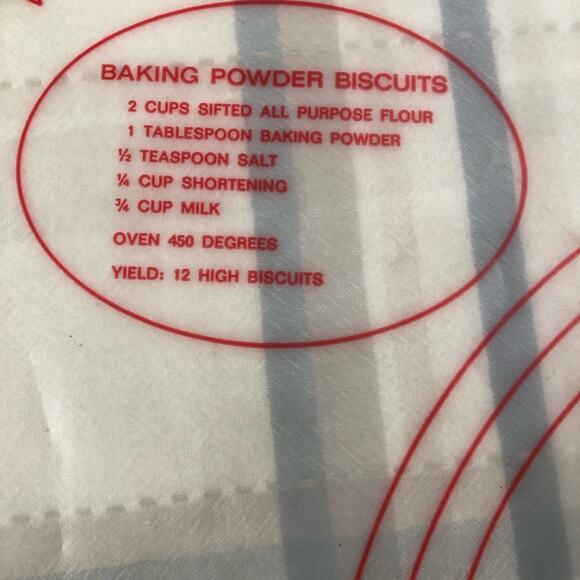 BAKING POWDER BISCUITS
2 CUPS SIFTED ALL PURPOSE FLOUR
1 TABLESPOON BAKING POWDER
½ TEASPOON SALT
¼ CUP SHORTENING
¾ CUP MILK
OVEN 450 DEGREES
YIELD: 12 HIGH BISCUITS